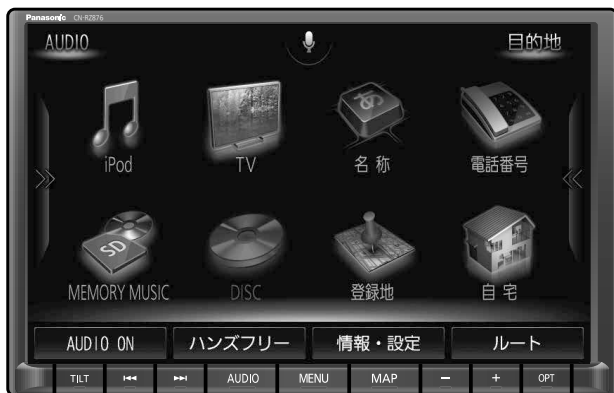 Panasonic CN-RZ876
AUDIO 目的地
iPod TV 名称 電話番号
あ
SD
MEMORY MUSIC DISC 登録地 自宅
AUDIO ON ハンズフリー 情報・設定 ルート
TILT AUDIO MENU MAP − + OPT